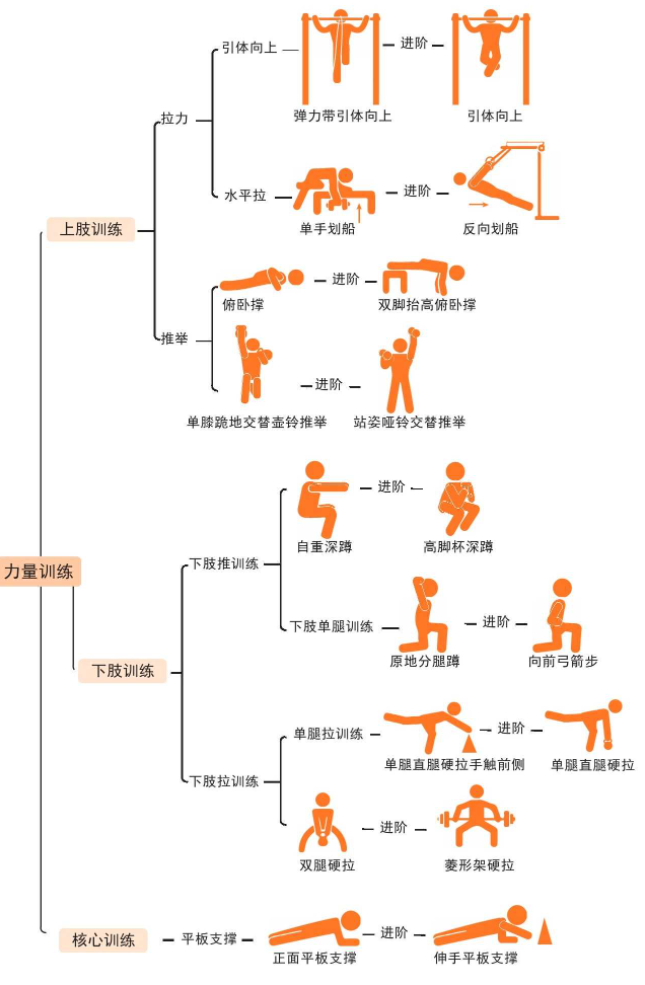 引体向上
进阶
弹力带引体向上
引体向上
拉力
水平拉
进阶
单手划船
反向划船
上肢训练
进阶
俯卧撑
双脚抬高俯卧撑
推举
进阶
单膝跪地交替壶铃推举
站姿哑铃交替推举
进阶
自重深蹲
高脚杯深蹲
下肢推训练
力量训练
下肢单腿训练
进阶
原地分腿蹲
向前弓箭步
下肢训练
单腿拉训练
进阶
单腿直腿硬拉手触前侧
单腿直腿硬拉
下肢拉训练
进阶
双腿硬拉
菱形架硬拉
核心训练
平板支撑
进阶
正面平板支撑
伸手平板支撑